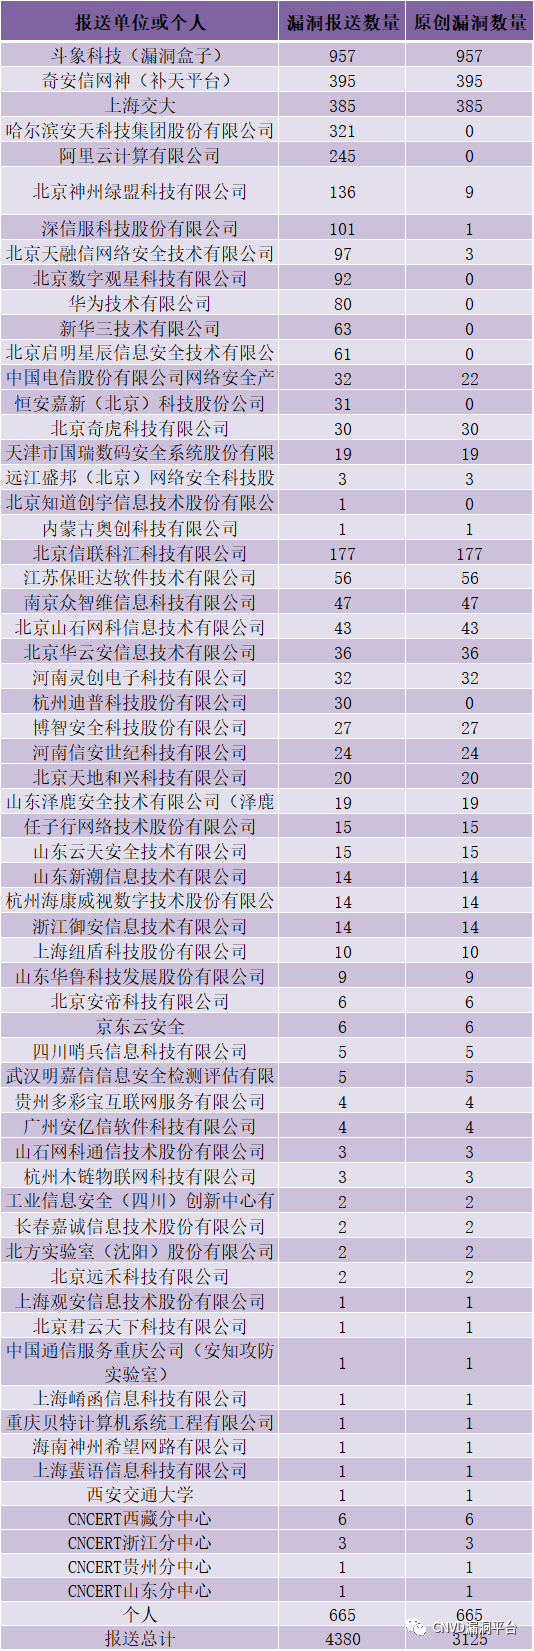 报送单位或个人 漏洞报送数量 原创漏洞数量
斗象科技（漏洞盒子） 957 957
奇安信网神（补天平台） 395 395
上海交大 385 385
哈尔滨安天科技集团股份有限公司 321 0
阿里云计算有限公司 245 0
北京神州绿盟科技有限公司 136 9
深信服科技股份有限公司 101 1
北京天融信网络安全技术有限公司 97 3
北京数字观星科技有限公司 92 0
华为技术有限公司 80 0
新华三技术有限公司 63 0
北京启明星辰信息安全技术有限公 61 0
中国电信股份有限公司网络安全产 32 22
恒安嘉新（北京）科技股份公司 31 0
北京奇虎科技有限公司 30 30
天津市国瑞数码安全系统股份有限 19 19
远江盛邦（北京）网络安全科技股 3 3
北京知道创宇信息技术股份有限公 1 0
内蒙古奥创科技有限公司 1 1
北京信联科汇科技有限公司 177 177
江苏保旺达软件技术有限公司 56 56
南京众智维信息科技有限公司 47 47
北京山石网科信息技术有限公司 43 43
北京华云安信息技术有限公司 36 36
河南灵创电子科技有限公司 32 32
杭州迪普科技股份有限公司 30 0
博智安全科技股份有限公司 27 27
河南信安世纪科技有限公司 24 24
北京天地和兴科技有限公司 20 20
山东泽鹿安全技术有限公司（泽鹿 19 19
任子行网络技术股份有限公司 15 15
山东云天安全技术有限公司 15 15
山东新潮信息技术有限公司 14 14
杭州海康威视数字技术股份有限公 14 14
浙江御安信息技术有限公司 14 14
上海纽盾科技股份有限公司 10 10
山东华鲁科技发展股份有限公司 9 9
北京安帝科技有限公司 6 6
京东云安全 6 6
四川哨兵信息科技有限公司 5 5
武汉明嘉信信息安全检测评估有限 5 5
贵州多彩宝互联网服务有限公司 4 4
广州安亿信软件科技有限公司 4 4
山石网科通信技术股份有限公司 3 3
杭州木链物联网科技有限公司 3 3
工业信息安全（四川）创新中心有 2 2
长春嘉诚信息技术股份有限公司 2 2
北方实验室（沈阳）股份有限公司 2 2
北京远禾科技有限公司 2 2
上海观安信息技术股份有限公司 1 1
北京君云天下科技有限公司 1 1
中国通信服务重庆公司（安知攻防
实验室） 1 1
上海崤函信息科技有限公司 1 1
重庆贝特计算机系统工程有限公司 1 1
海南神州希望网路有限公司 1 1
上海蜚语信息科技有限公司 1 1
西安交通大学 1 1
CNCERT西藏分中心 6 6
CNCERT浙江分中心 3 3
CNCERT贵州分中心 1 1
CNCERT山东分中心 1 1
个人 665 665
CNVD漏洞平台
报送总计 4380 3125